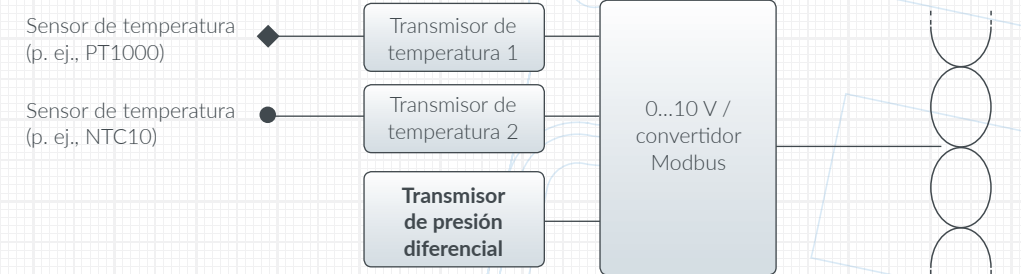 Sensor de temperatura
(p. ej., PT1000)
Transmisor de
temperatura 1
Sensor de temperatura
(p. ej., NTC10)
Transmisor de
temperatura 2
Transmisor
de presión
diferencial
0...10 V /
convertidor
Modbus